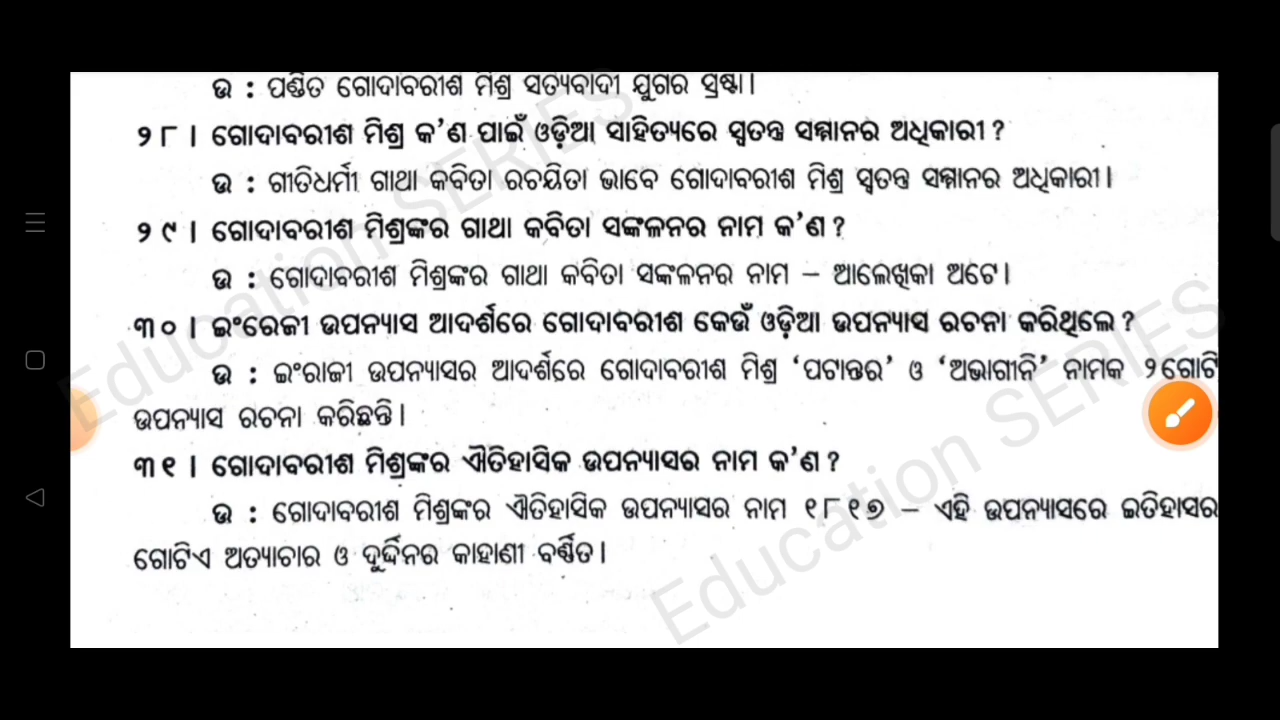 ଉ : ପଣ୍ଡିତ ଗୋଦାବରୀଶ ମିଶ୍ର ସତ୍ୟବାଦୀ ଯୁଗର ସ୍ରଷ୍ଟା।
୨୮। ଗୋଦାବରୀଶ ମିଶ୍ର କ'ଣ ପାଇଁ ଓଡ଼ିଆ ସାହିତ୍ୟରେ ସ୍ୱତନ୍ତ୍ର ସମ୍ମାନର ଅଧିକାରୀ ?
ଉ : ଗୀତିଧର୍ମୀ ଗାଥା କବିତା ରଚୟିତା ଭାବେ ଗୋଦାବରୀଶ ମିଶ୍ର ସ୍ୱତନ୍ତ୍ର ସମ୍ମାନର ଅଧିକାରୀ।
୨୯। ଗୋଦାବରୀଶ ମିଶ୍ରଙ୍କର ଗାଥା କବିତା ସଙ୍କଳନର ନାମ କ'ଣ ?
ଉ : ଗୋଦାବରୀଶ ମିଶ୍ରଙ୍କର ଗାଥା କବିତା ସଙ୍କଳନର ନାମ – ଆଲେଖିକା ଅଟେ।
୩୦। ଇଂରେଜୀ ଉପନ୍ୟାସ ଆଦର୍ଶରେ ଗୋଦାବରୀଶ କେଉଁ ଓଡ଼ିଆ ଉପନ୍ୟାସ ରଚନା କରିଥିଲେ ?
ଉ : ଇଂରାଜୀ ଉପନ୍ୟାସର ଆଦର୍ଶରେ ଗୋଦାବରୀଶ ମିଶ୍ର ‘ପଟାନ୍ତର’ ଓ ‘ଅଭାଗୀନି’ ନାମକ ୨ଗୋଟି
ଉପନ୍ୟାସ ରଚନା କରିଛନ୍ତି।
୩୧। ଗୋଦାବରୀଶ ମିଶ୍ରଙ୍କର ଐତିହାସିକ ଉପନ୍ୟାସର ନାମ କ'ଣ ?
ଉ : ଗୋଦାବରୀଶ ମିଶ୍ରଙ୍କର ଐତିହାସିକ ଉପନ୍ୟାସର ନାମ ୧୮୧୭ – ଏହି ଉପନ୍ୟାସରେ ଇତିହାସର
ଗୋଟିଏ ଅତ୍ୟାଚାର ଓ ଦୁର୍ଦ୍ଦିନର କାହାଣୀ ବର୍ଣ୍ଣିତ।
Education SERIES
Education SERIES